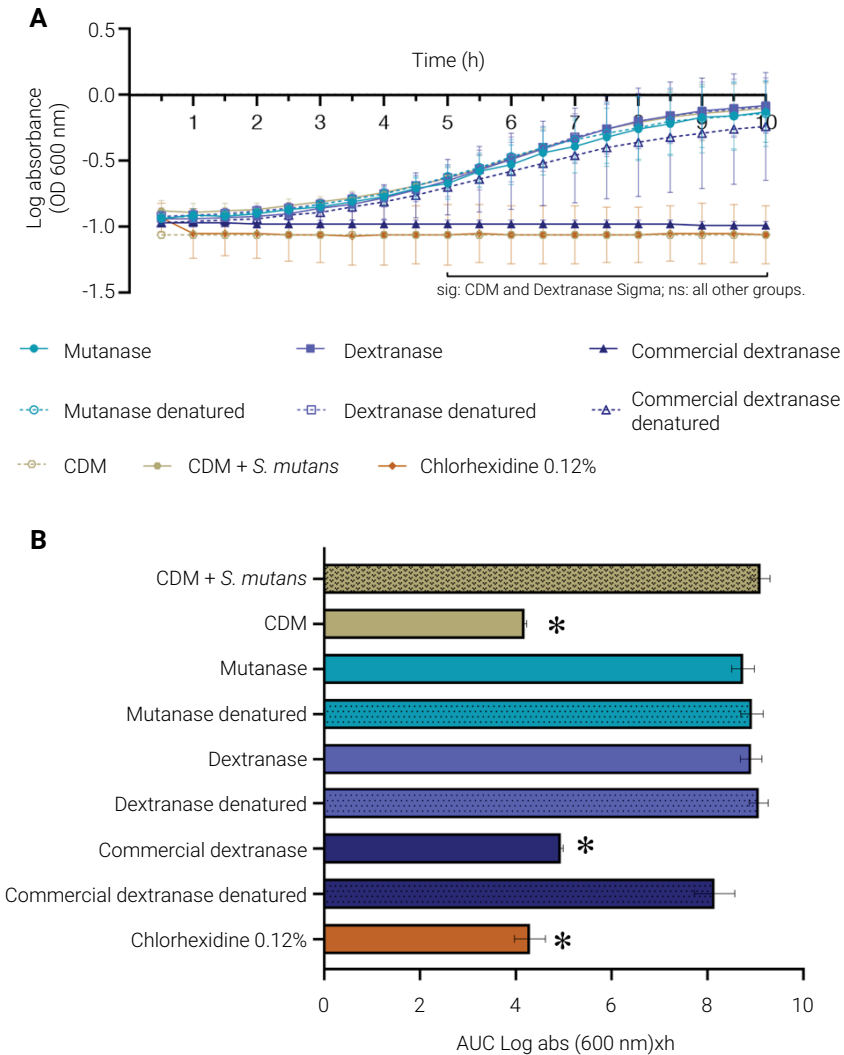 A
0.5
Time (h)
0.0
1 2 3 4 5 6 7 8 9 10
-0.5
-1.0
-1.5
Log absorbance
(OD 600 nm)
sig: CDM and Dextranase Sigma; ns: all other groups.
Mutanase
Dextranase
Commercial dextranase
Mutanase denatured
Dextranase denatured
Commercial dextranase
denatured
CDM
CDM + S. mutans
Chlorhexidine 0.12%
B
CDM + S. mutans
CDM
*
Mutanase
Mutanase denatured
Dextranase
Dextranase denatured
Commercial dextranase
*
Commercial dextranase denatured
Chlorhexidine 0.12%
*
0 2 4 6 8 10
AUC Log abs (600 nm)xh